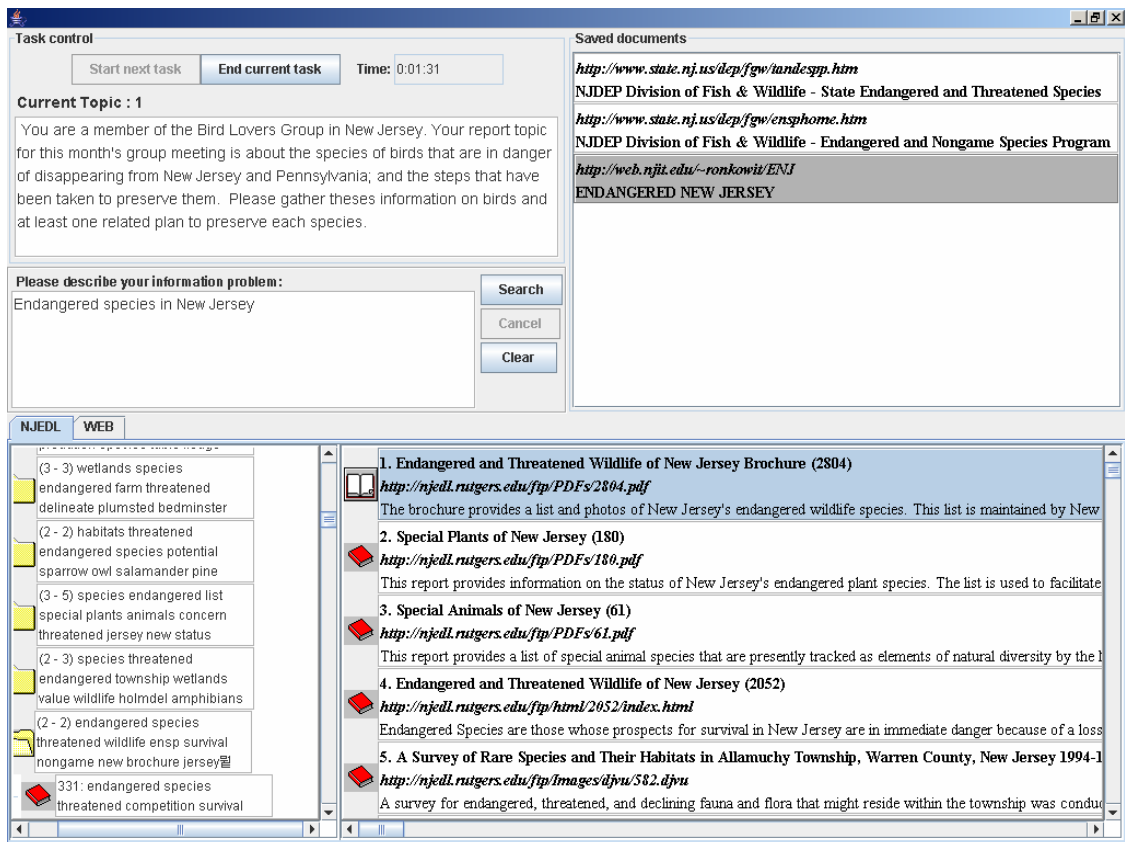 Task control
Start next task
End current task
Time: 0:01:31
Current Topic : 1
You are a member of the Bird Lovers Group in New Jersey. Your report topic
for this month's group meeting is about the species of birds that are in danger
of disappearing from New Jersey and Pennsylvania; and the steps that have
been taken to preserve them.  Please gather theses information on birds and
at least one related plan to preserve each species.
Saved documents
http://www.state.nj.us/dep/fgw/tandespp.htm
NJDEP Division of Fish & Wildlife - State Endangered and Threatened Species
http://www.state.nj.us/dep/fgw/ensphome.htm
NJDEP Division of Fish & Wildlife - Endangered and Nongame Species Program
http://web.njit.edu/~ronkowit/ENJ
ENDANGERED NEW JERSEY
Please describe your information problem:
Endangered species in New Jersey
Search
Cancel
Clear
NJEDL
WEB
(3 - 3) wetlands species
endangered farm threatened
delineate plumsted bedminster
(2 - 2) habitats threatened
endangered species potential
sparrow owl salamander pine
(3 - 5) species endangered list
special plants animals concern
threatened jersey new status
(2 - 3) species threatened
endangered township wetlands
value wildlife holmdel amphibians
(2 - 2) endangered species
threatened wildlife ensp survival
nongame new brochure jersey
331: endangered species
threatened competition survival
1. Endangered and Threatened Wildlife of New Jersey Brochure (2804)
http://njedl.rutgers.edu/ftp/PDFs/2804.pdf
The brochure provides a list and photos of New Jersey's endangered wildlife species. This list is maintained by New
2. Special Plants of New Jersey (180)
http://njedl.rutgers.edu/ftp/PDFs/180.pdf
This report provides information on the status of New Jersey's endangered plant species. The list is used to facilitate
3. Special Animals of New Jersey (61)
http://njedl.rutgers.edu/ftp/PDFs/61.pdf
This report provides a list of special animal species that are presently tracked as elements of natural diversity by the
4. Endangered and Threatened Wildlife of New Jersey (2052)
http://njedl.rutgers.edu/ftp/html/2052/index.html
Endangered Species are those whose prospects for survival in New Jersey are in immediate danger because of a loss
5. A Survey of Rare Species and Their Habitats in Allamuchy Township, Warren County, New Jersey 1994-1
http://njedl.rutgers.edu/ftp/Images/djvu/582.djvu
A survey for endangered, threatened, and declining fauna and flora that might reside within the township was